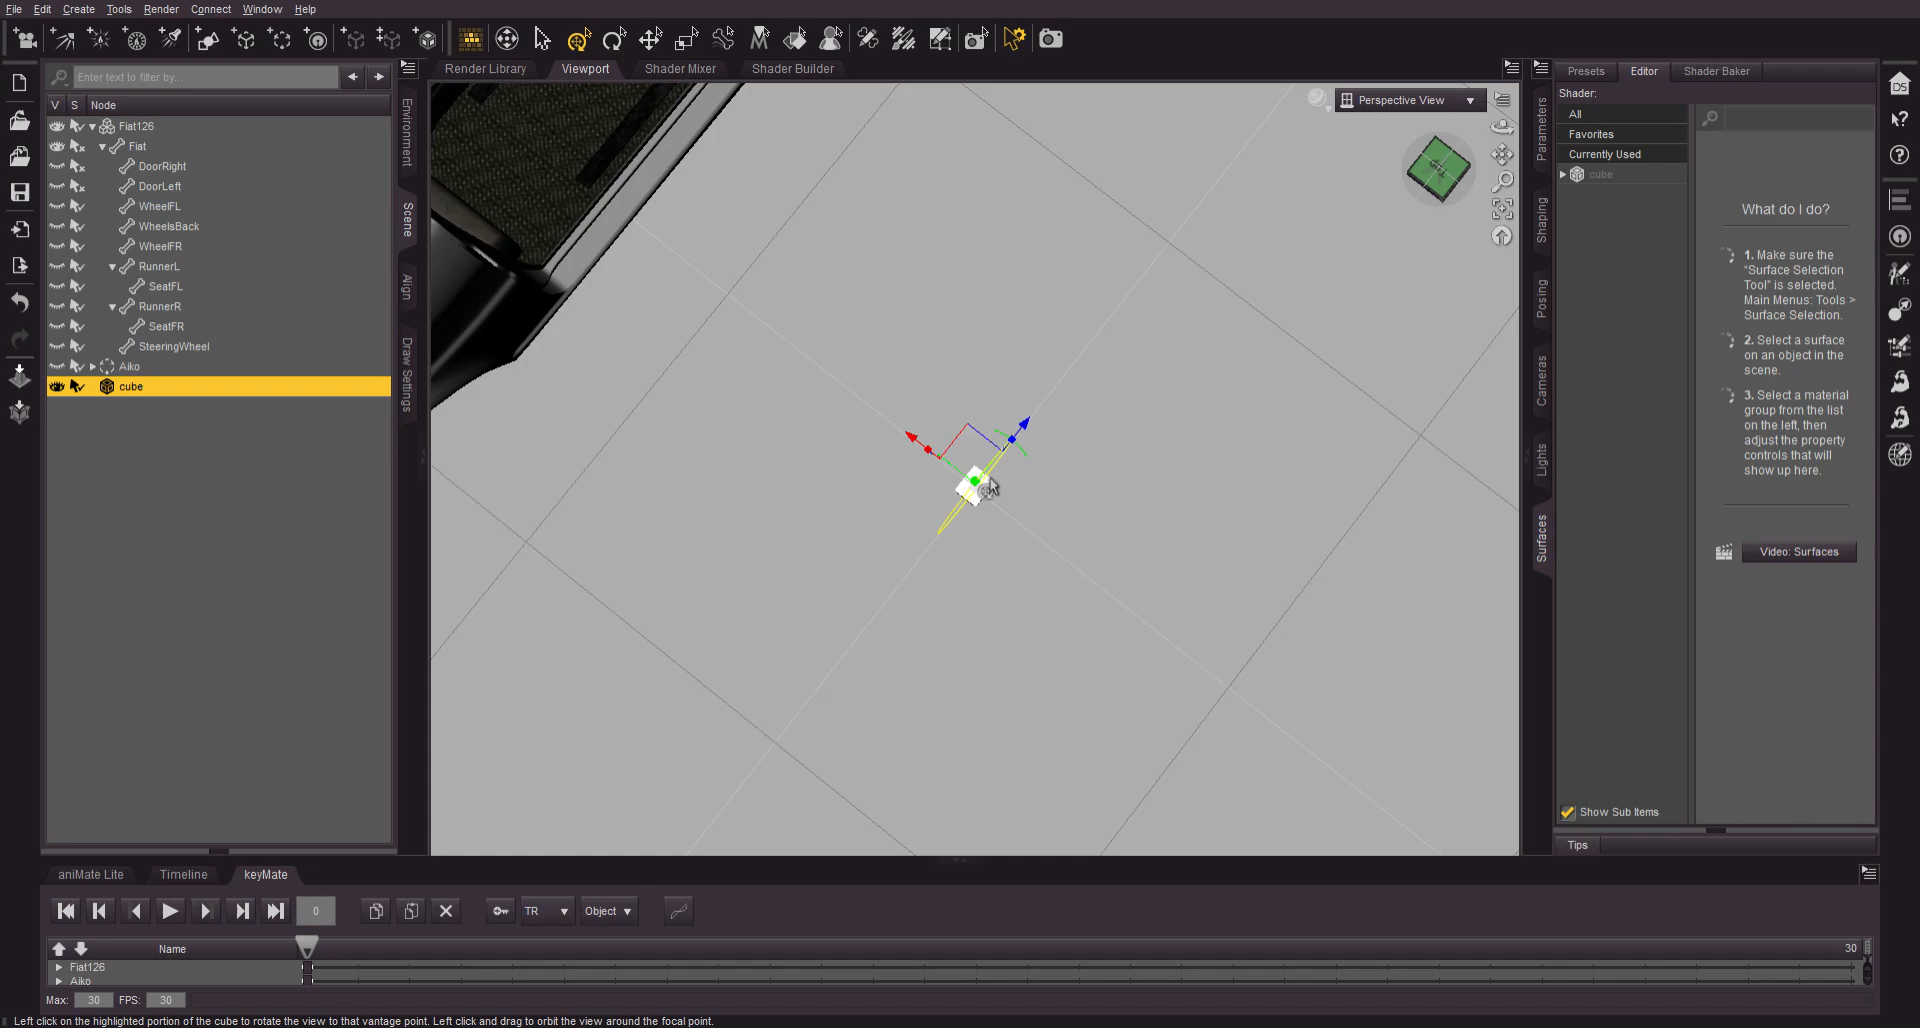 File Edit Create Tools Render Connect Window Help
Enter text to filter by...
Render Library Viewport Shader Mixer Shader Builder
Presets Editor Shader Baker
Shader:
V S Node
Fiat126
Fiat
DoorRight
DoorLeft
WheelFL
WheelsBack
WheelFR
RunnerL
SeatFL
RunnerR
SeatFR
SteeringWheel
Aiko
cube
Environment
Scene
Align
Draw Settings
Perspective View
Parameters
Shaping
Posing
Cameras
Lights
Surfaces
All
Favorites
Currently Used
cube
What do I do?
1. Make sure the
“Surface Selection
Tool” is selected.
Main Menus: Tools >
Surface Selection.
2. Select a surface
on an object in the
scene.
3. Select a material
group from the list
on the left, then
adjust the property
controls that will
show up here.
Video: Surfaces
Show Sub Items
Tips
DS
aniMate Lite Timeline keyMate
0 TR Object
Name 30
Fiat126
Aiko
Max: 30 FPS: 30
Left click on the highlighted portion of the cube to rotate the view to that vantage point. Left click and drag to orbit the view around the focal point.